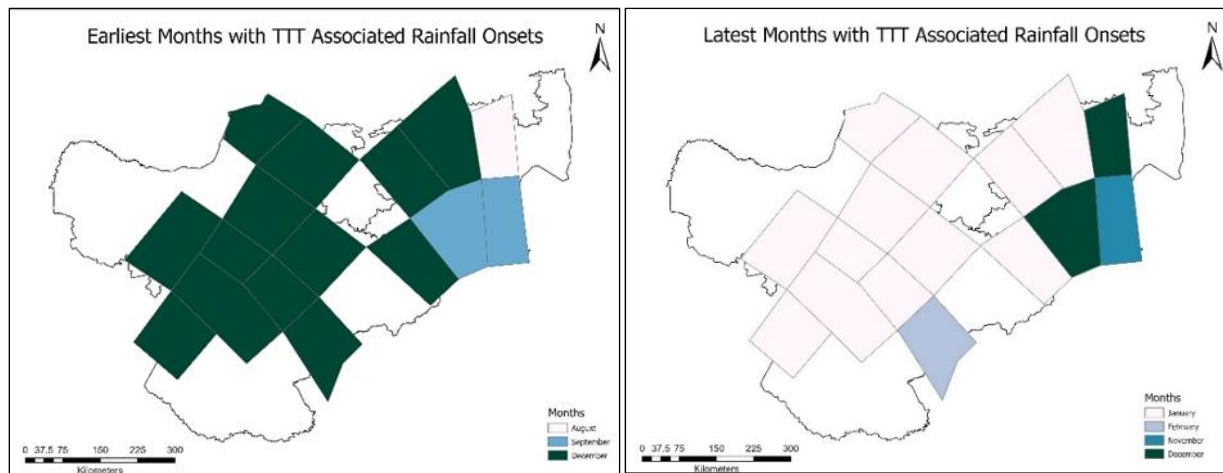 Earliest Months with TTT Associated Rainfall Onsets
N
Months
August
September
December
0 37.5 75 150 225 300
Kilometers
Latest Months with TTT Associated Rainfall Onsets
N
Months
January
February
November
December
0 37.5 75 150 225 300
Kilometers